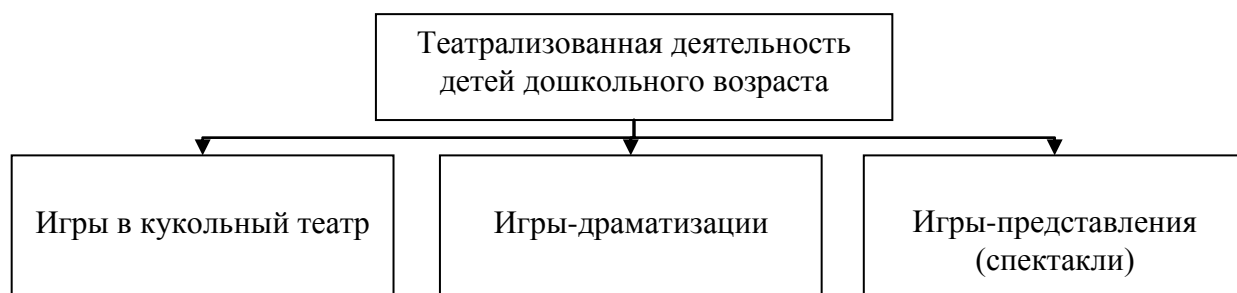 Театрализованная деятельность
детей дошкольного возраста
Игры в кукольный театр
Игры-драматизации
Игры-представления
(спектакли)